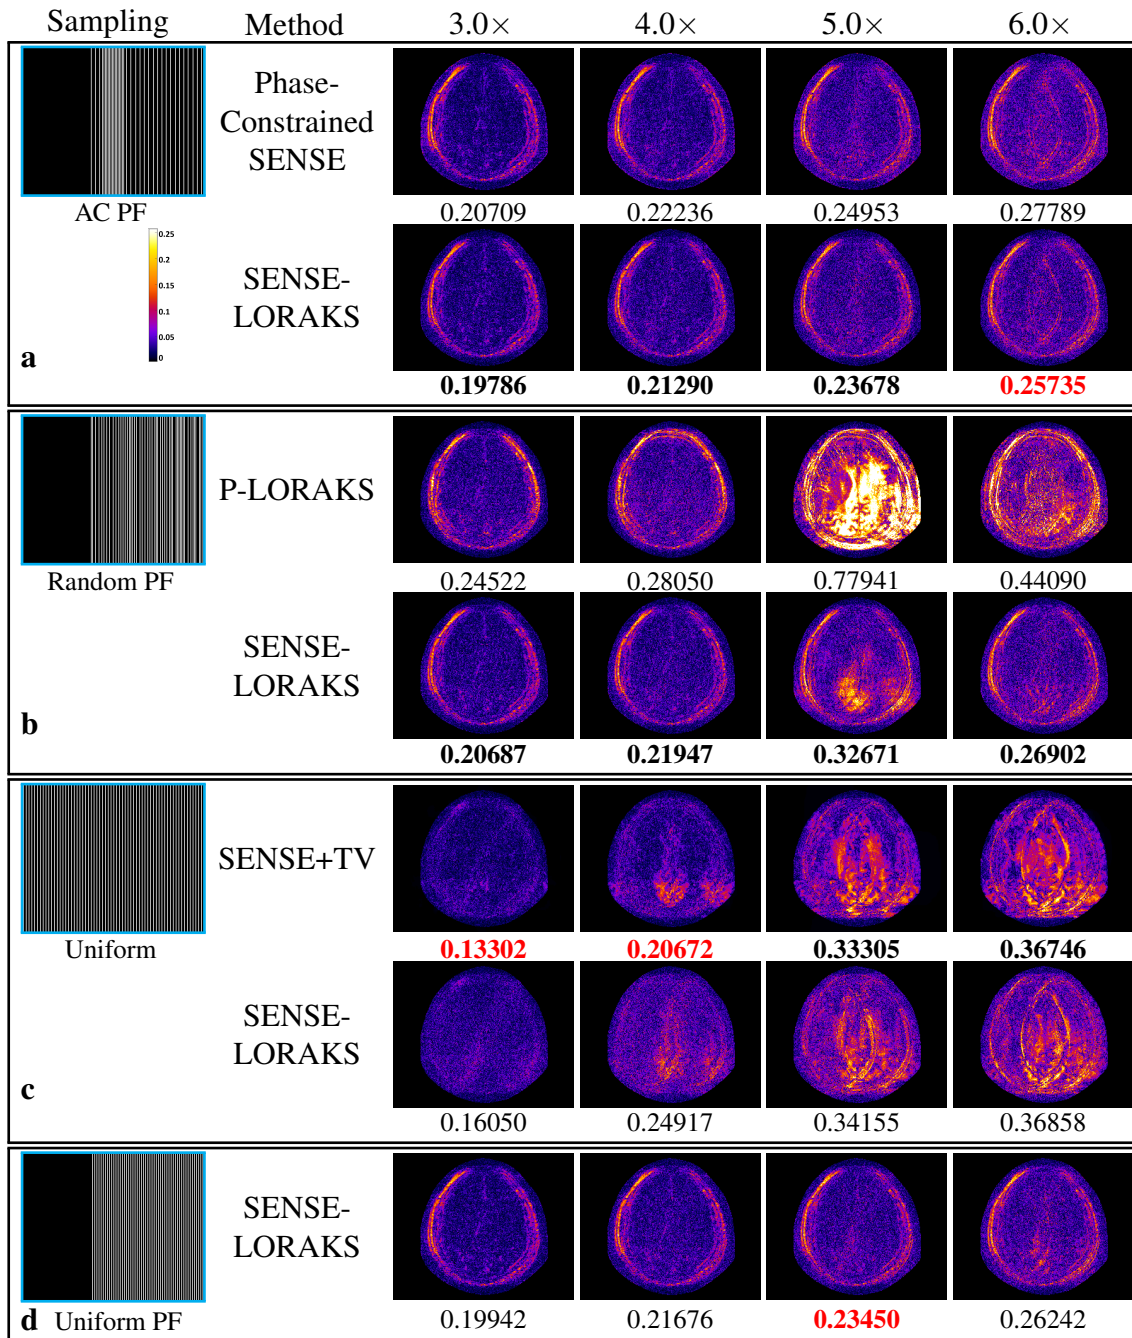 Sampling Method 3.0× 4.0× 5.0× 6.0×
Phase-
Constrained
SENSE
AC PF
0.20709 0.22236 0.24953 0.27789
0.25
0.2
0.15
0.1
0.05
0
SENSE-
LORAKS
a
0.19786 0.21290 0.23678 0.25735
P-LORAKS
Random PF
0.24522 0.28050 0.77941 0.44090
SENSE-
LORAKS
b
0.20687 0.21947 0.32671 0.26902
SENSE+TV
Uniform
0.13302 0.20672 0.33305 0.36746
SENSE-
LORAKS
c
0.16050 0.24917 0.34155 0.36858
SENSE-
LORAKS
d Uniform PF
0.19942 0.21676 0.23450 0.26242